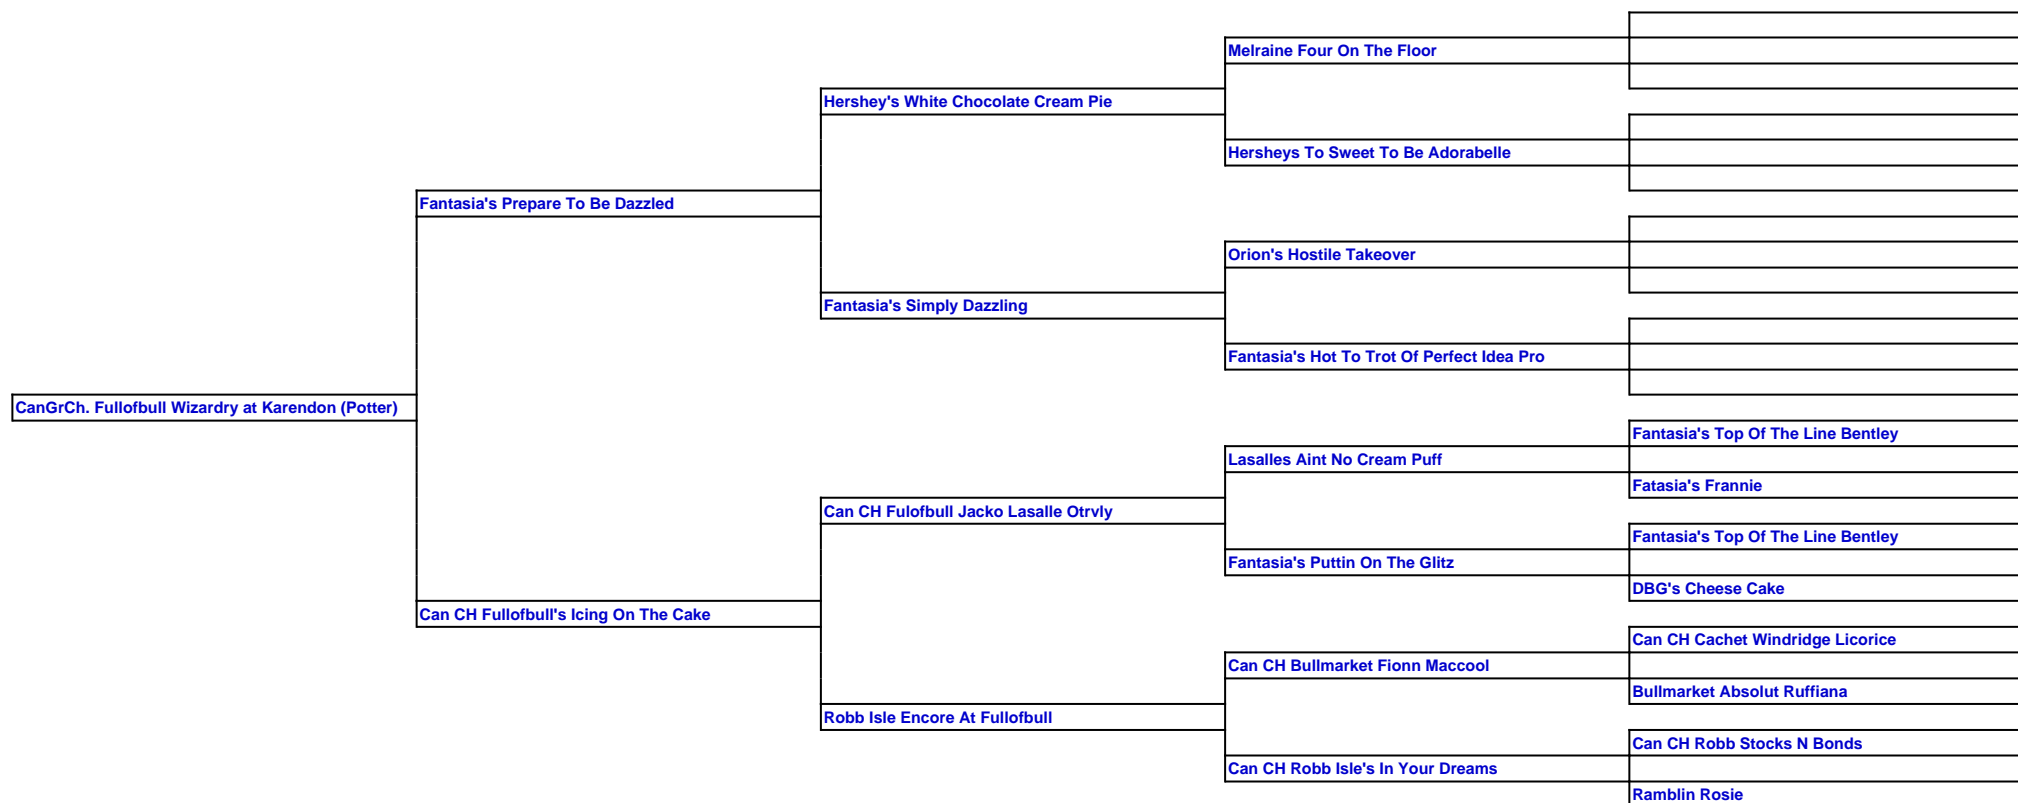 Melraine Four On The Floor
Hershey's White Chocolate Cream Pie
Hersheys To Sweet To Be Adorabelle
Fantasia's Prepare To Be Dazzled
Orion's Hostile Takeover
Fantasia's Simply Dazzling
Fantasia's Hot To Trot Of Perfect Idea Pro
CanGrCh. Fullofbull Wizardry at Karendon (Potter)
Fantasia's Top Of The Line Bentley
Lasalles Aint No Cream Puff
Fatasia's Frannie
Can CH Fulofbull Jacko Lasalle Otrvly
Fantasia's Top Of The Line Bentley
Fantasia's Puttin On The Glitz
DBG's Cheese Cake
Can CH Fullofbull's Icing On The Cake
Can CH Cachet Windridge Licorice
Can CH Bullmarket Fionn Maccool
Bullmarket Absolut Ruffiana
Robb Isle Encore At Fullofbull
Can CH Robb Stocks N Bonds
Can CH Robb Isle's In Your Dreams
Ramblin Rosie